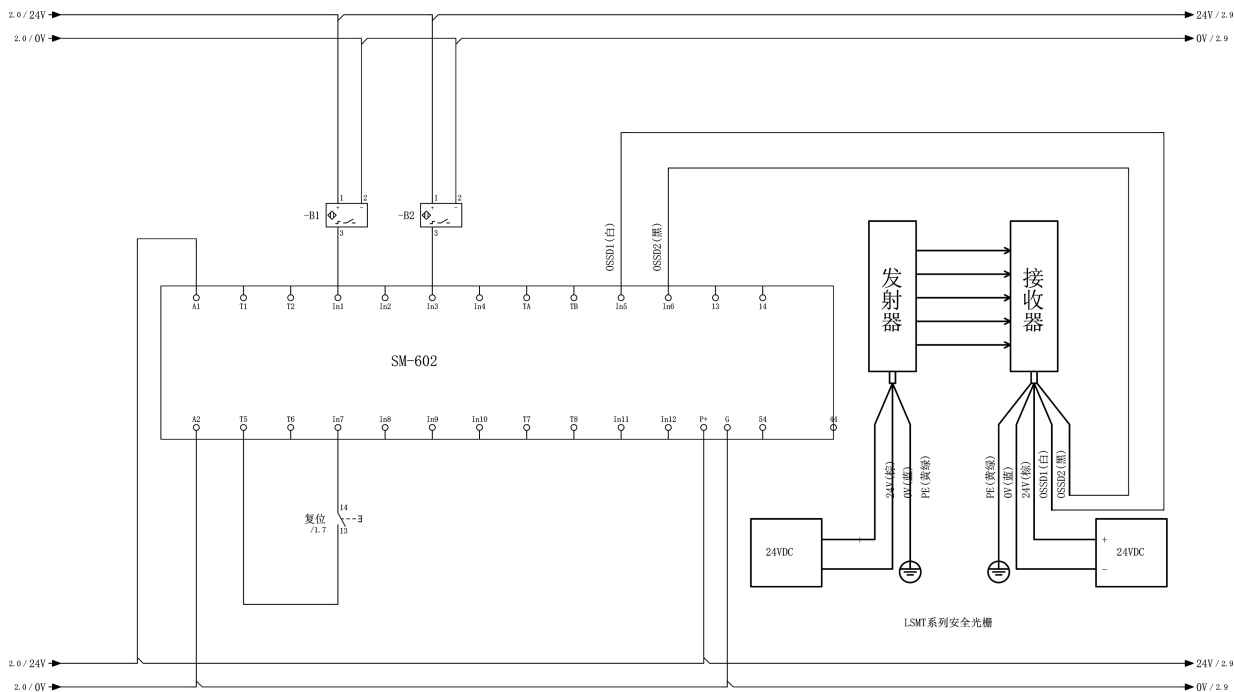 2.0/24V
24V/2.9
2.0/0V
0V/2.9
1
2
1
2
-B1
+
-
-B2
+
-
3
3
OSSD1(白)
OSSD2(黑)
发射器
接收器
A1
T1
T2
In1
In2
In3
In4
TA
TB
In5
In6
13
14
SM-602
A2
T5
T6
In7
In8
In9
In10
T7
T8
In11
In12
P+
G
54
44
24V(棕)
0V(蓝)
PE(黄绿)
PE(黄绿)
0V(蓝)
24V(棕)
OSSD1(白)
OSSD2(黑)
14
复位
/1.7
13
24VDC
+
+
-
24VDC
LSMT系列安全光栅
2.0/24V
24V/2.9
2.0/0V
0V/2.9